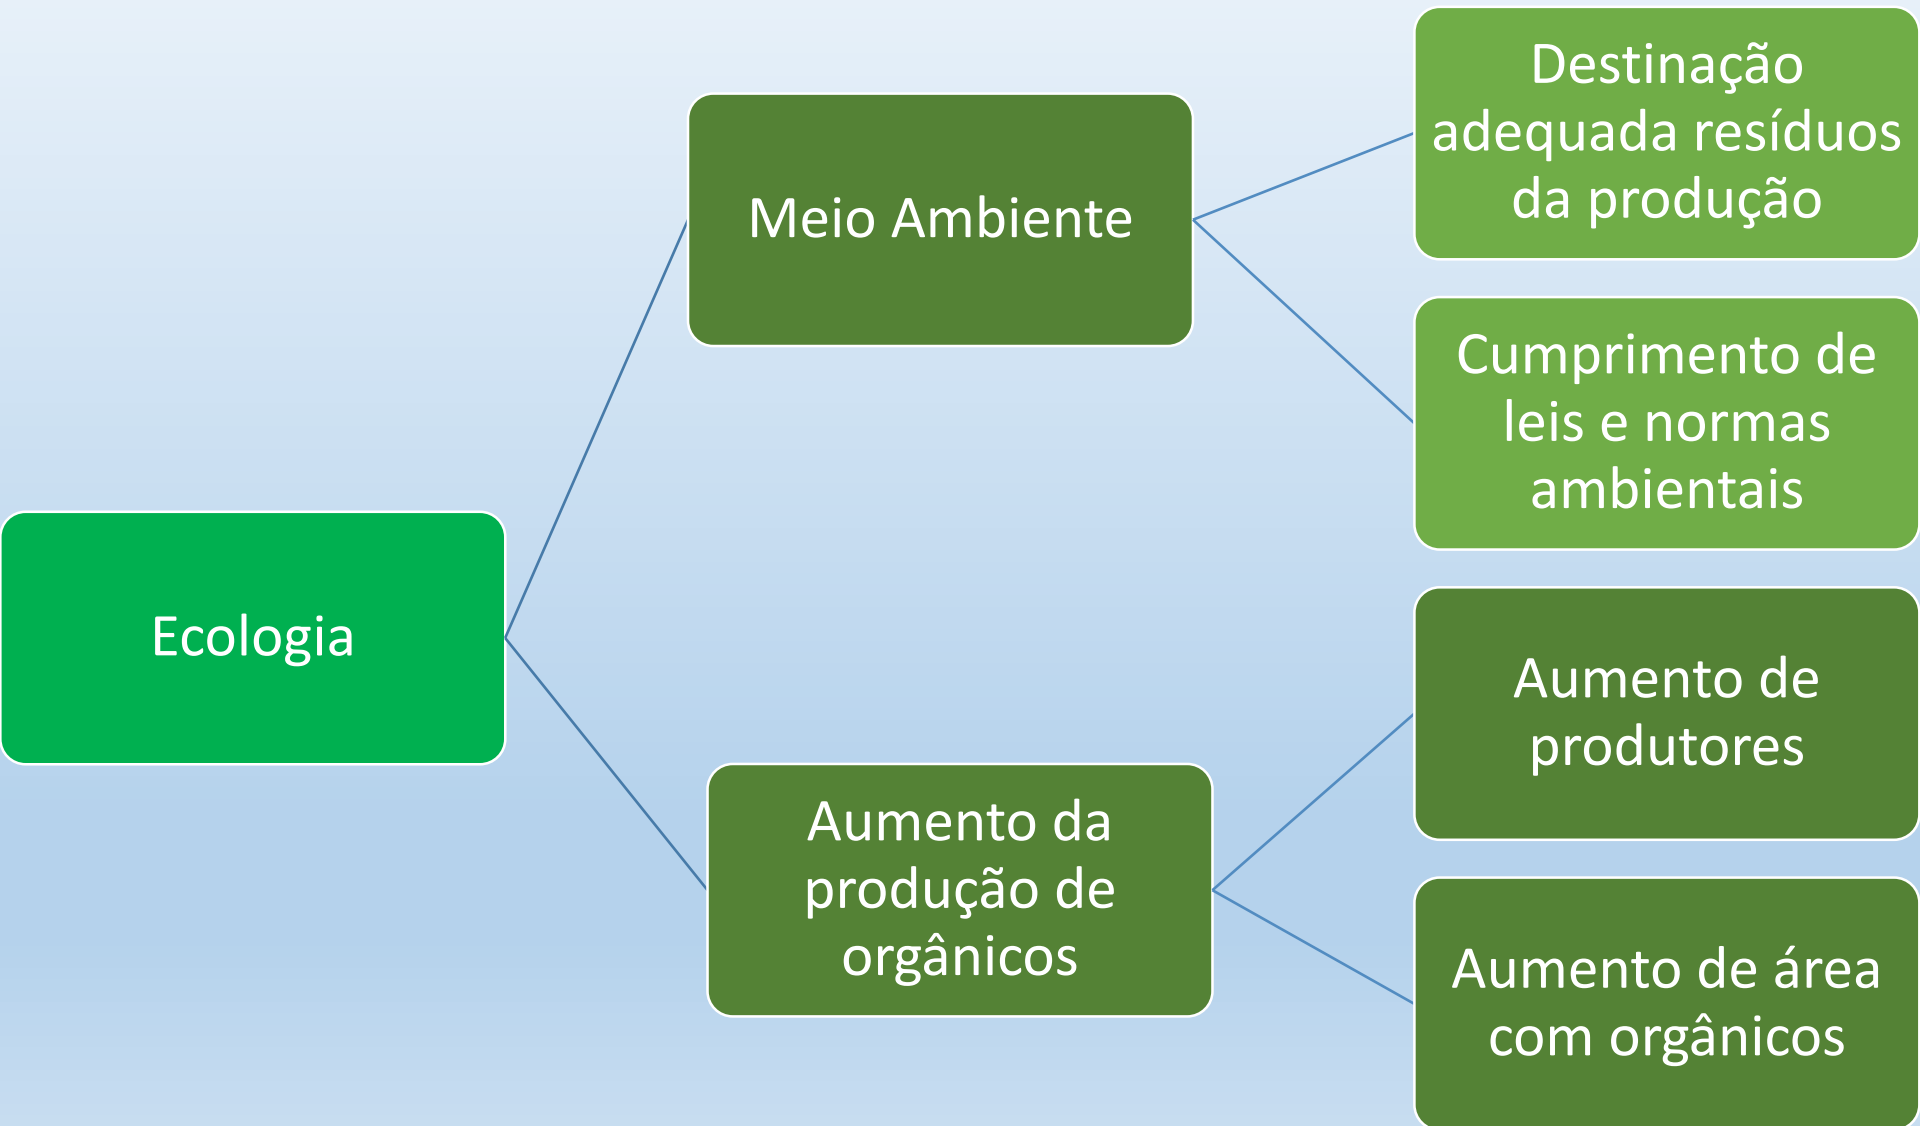 Ecologia
Meio Ambiente
Destinação
adequada resíduos
da produção
Cumprimento de
leis e normas
ambientais
Aumento da
produção de
orgânicos
Aumento de
produtores
Aumento de área
com orgânicos